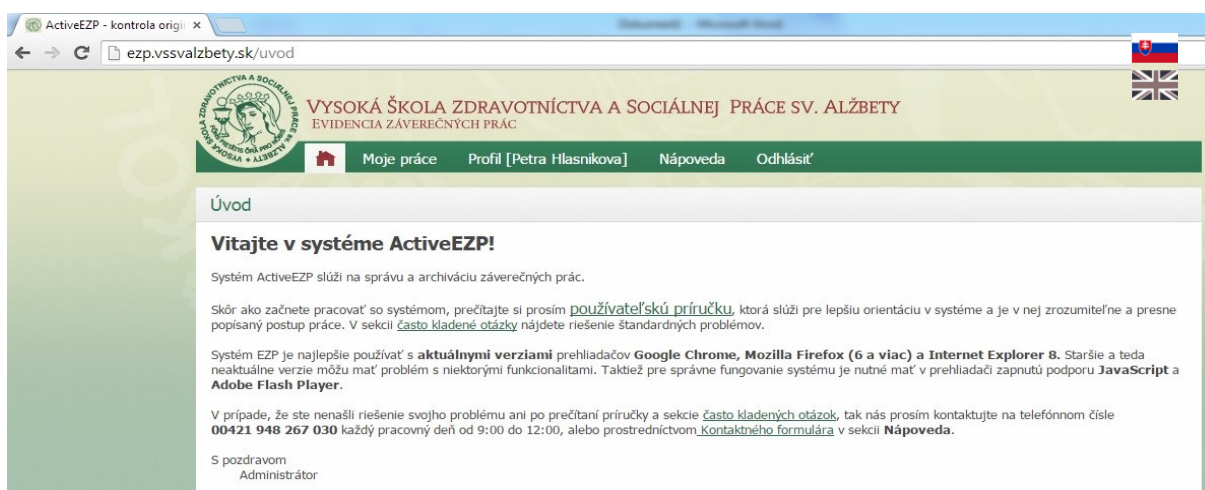 ActiveEZP - kontrola origi
ezp.vssvalzbety.sk/uvod
VYSOKÁ ŠKOLA ZDRAVOTNÍCTVA A SOCIÁLNEJ PRÁCE SV. ALŽBETY
EVIDENCIA ZÁVEREČNÝCH PRÁC
Moje práce Profil [Petra Hlasnikova] Nápoveda Odhlásiť
Úvod
Vitajte v systéme ActiveEZP!
Systém ActiveEZP slúži na správu a archiváciu záverečných prác.
Skôr ako začnete pracovať so systémom, prečítajte si prosím používateľskú príručku, ktorá slúži pre lepšiu orientáciu v systéme a je v nej zrozumiteľne a presne
popísaný postup práce. V sekcii často kladené otázky nájdete riešenie štandardných problémov.
Systém EZP je najlepšie používať s aktuálnymi verziami prehliadačov Google Chrome, Mozilla Firefox (6 a viac) a Internet Explorer 8. Staršie a teda
neaktuálne verzie môžu mať problém s niektorými funkcionalitami. Taktiež pre správne fungovanie systému je nutné mať v prehliadači zapnutú podporu JavaScript a
Adobe Flash Player.
V prípade, že ste nenašli riešenie svojho problému ani po prečítaní príručky a sekcie často kladených otázok, tak nás prosím kontaktujte na telefónnom čísle
00421 948 267 030 každý pracovný deň od 9:00 do 12:00, alebo prostredníctvom Kontaktného formulára v sekcii Nápoveda.
S pozdravom
Administrátor